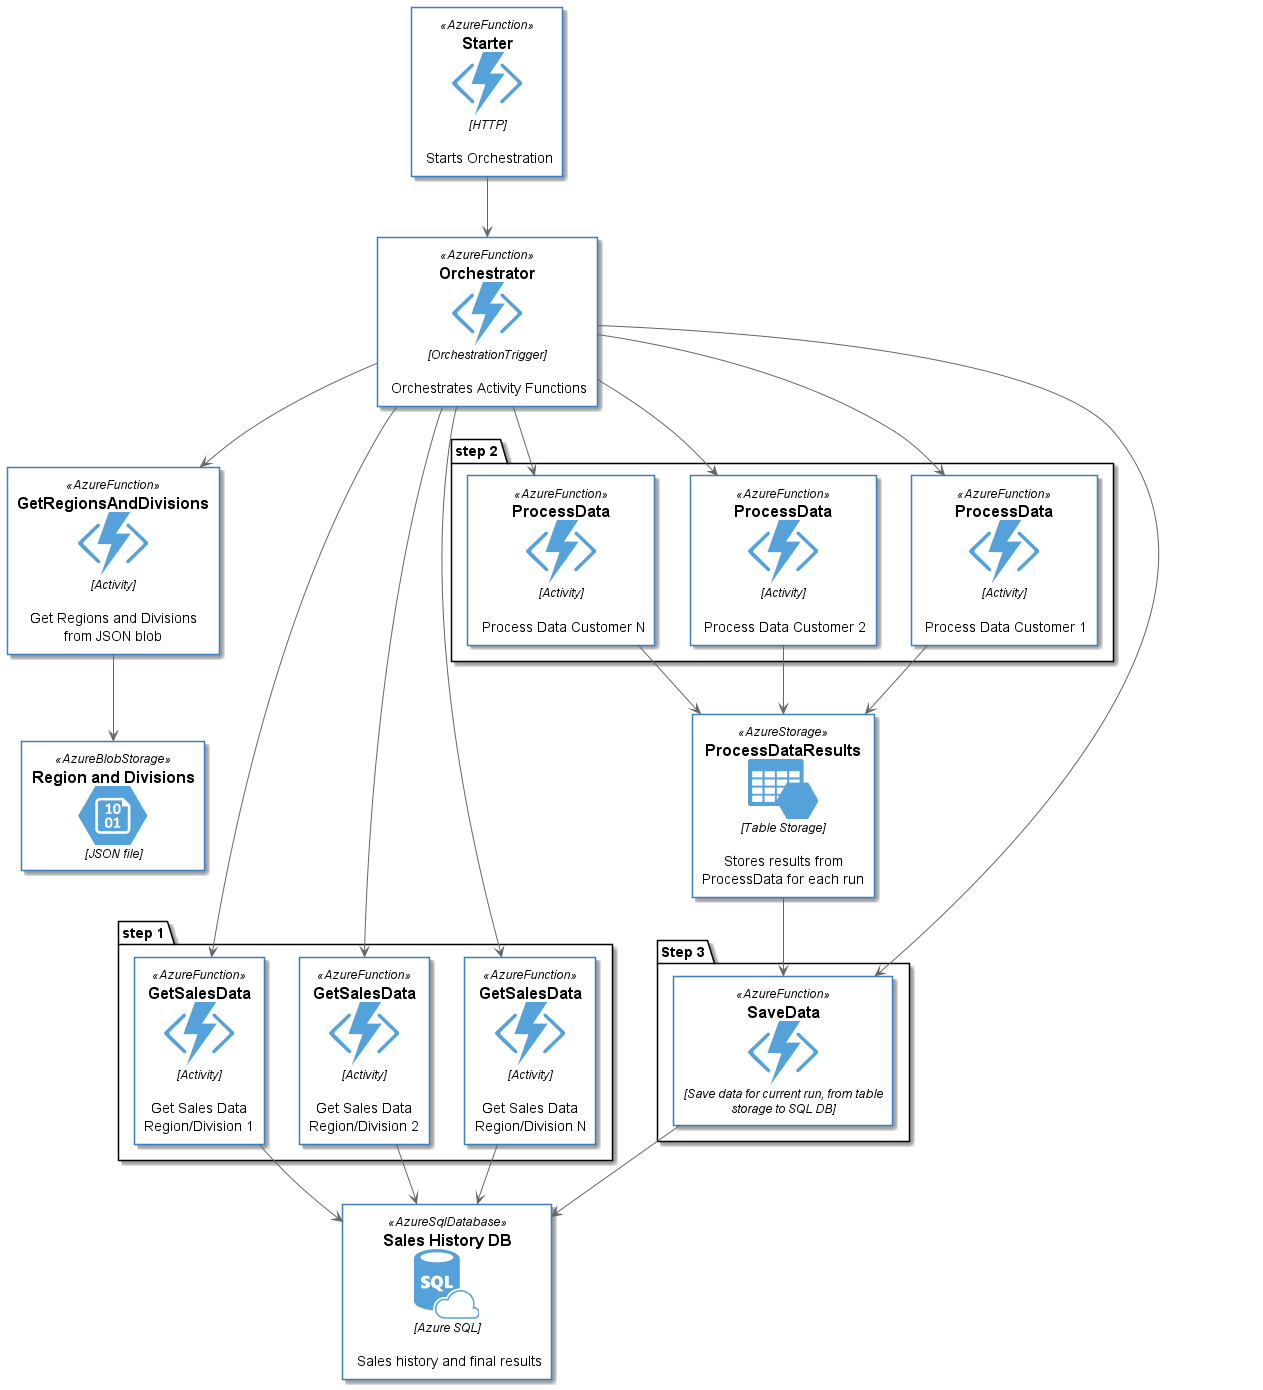 «AzureFunction»
Starter
[HTTP]
Starts Orchestration
«AzureFunction»
Orchestrator
[OrchestrationTrigger]
Orchestrates Activity Functions
«AzureFunction»
GetRegionsAndDivisions
[Activity]
Get Regions and Divisions
from JSON blob
step 2
«AzureFunction»
ProcessData
[Activity]
Process Data Customer N
«AzureFunction»
ProcessData
[Activity]
Process Data Customer 2
«AzureFunction»
ProcessData
[Activity]
Process Data Customer 1
«AzureBlobStorage»
Region and Divisions
10
01
[JSON file]
«AzureStorage»
ProcessDataResults
[Table Storage]
Stores results from
ProcessData for each run
step 1
«AzureFunction»
GetSalesData
[Activity]
Get Sales Data
Region/Division 1
«AzureFunction»
GetSalesData
[Activity]
Get Sales Data
Region/Division 2
«AzureFunction»
GetSalesData
[Activity]
Get Sales Data
Region/Division N
Step 3
«AzureFunction»
SaveData
[Save data for current run, from table
storage to SQL DB]
«AzureSqlDatabase»
Sales History DB
SQL
[Azure SQL]
Sales history and final results